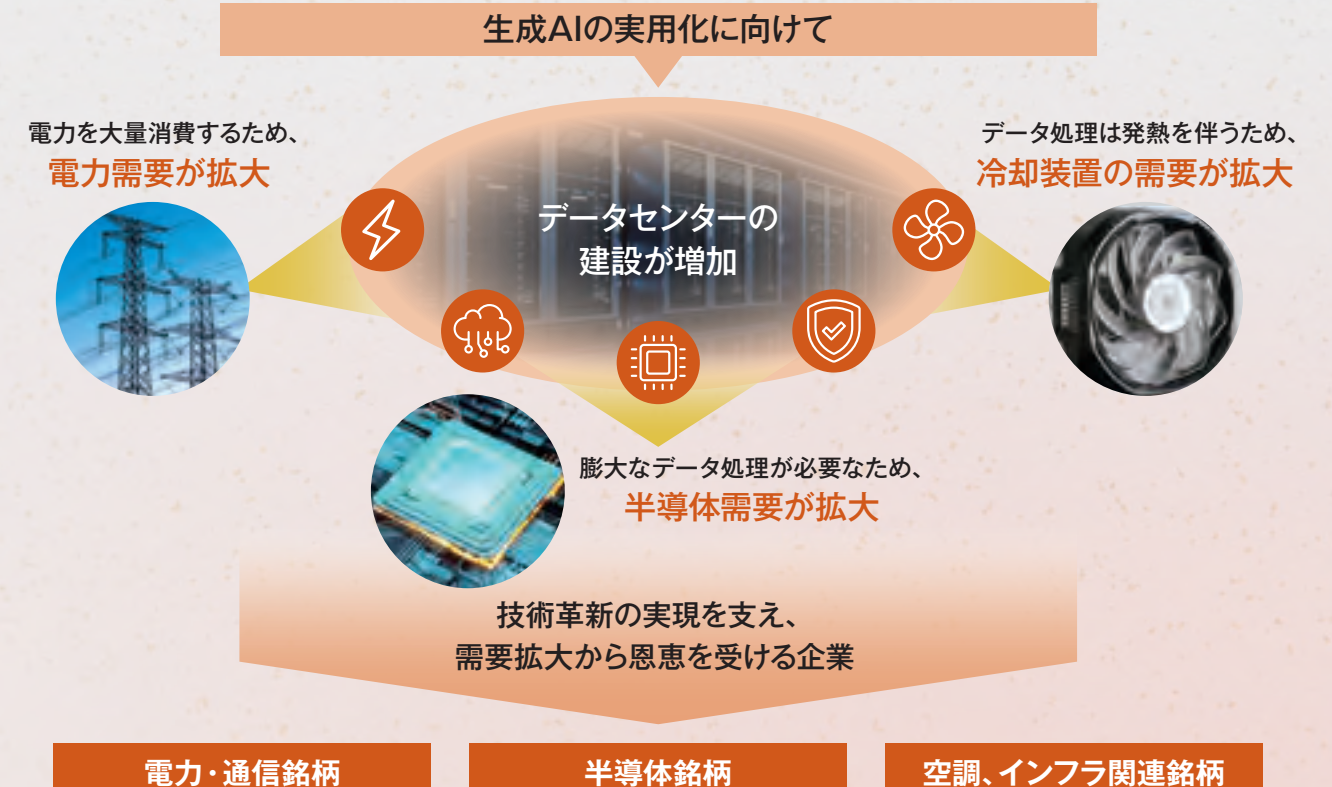 生成AIの実用化に向けて
電力を大量消費するため、
電力需要が拡大
データセンターの
建設が増加
データ処理は発熱を伴うため、
冷却装置の需要が拡大
膨大なデータ処理が必要なため、
半導体需要が拡大
技術革新の実現を支え、
需要拡大から恩恵を受ける企業
電力・通信銘柄
半導体銘柄
空調、インフラ関連銘柄